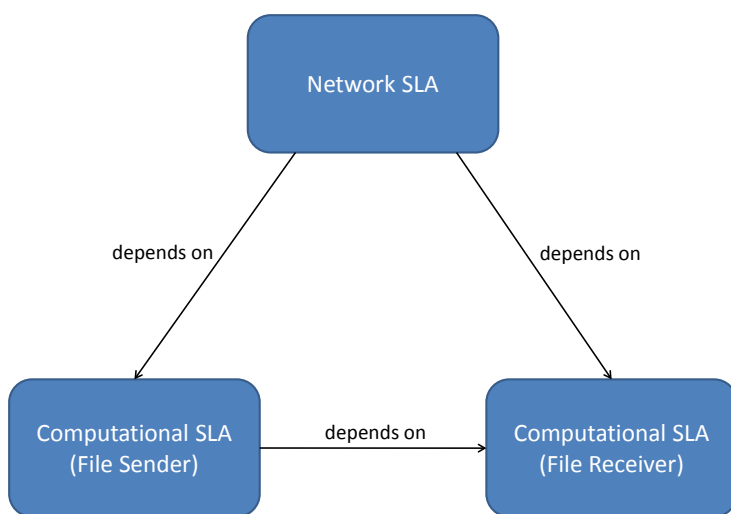 Network SLA
depends on
depends on
Computational SLA
(File Sender)
depends on
Computational SLA
(File Receiver)